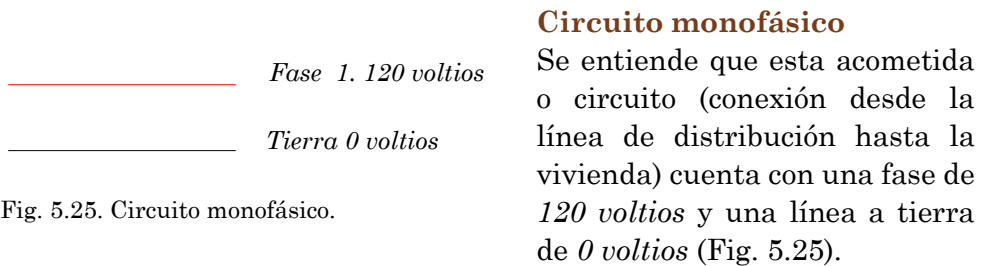 Fase 1. 120 voltios
Tierra 0 voltios
Fig. 5.25. Circuito monofásico.
Circuito monofásico
Se entiende que esta acometida
o circuito (conexión desde la
línea de distribución hasta la
vivienda) cuenta con una fase de
120 voltios y una línea a tierra
de 0 voltios (Fig. 5.25).